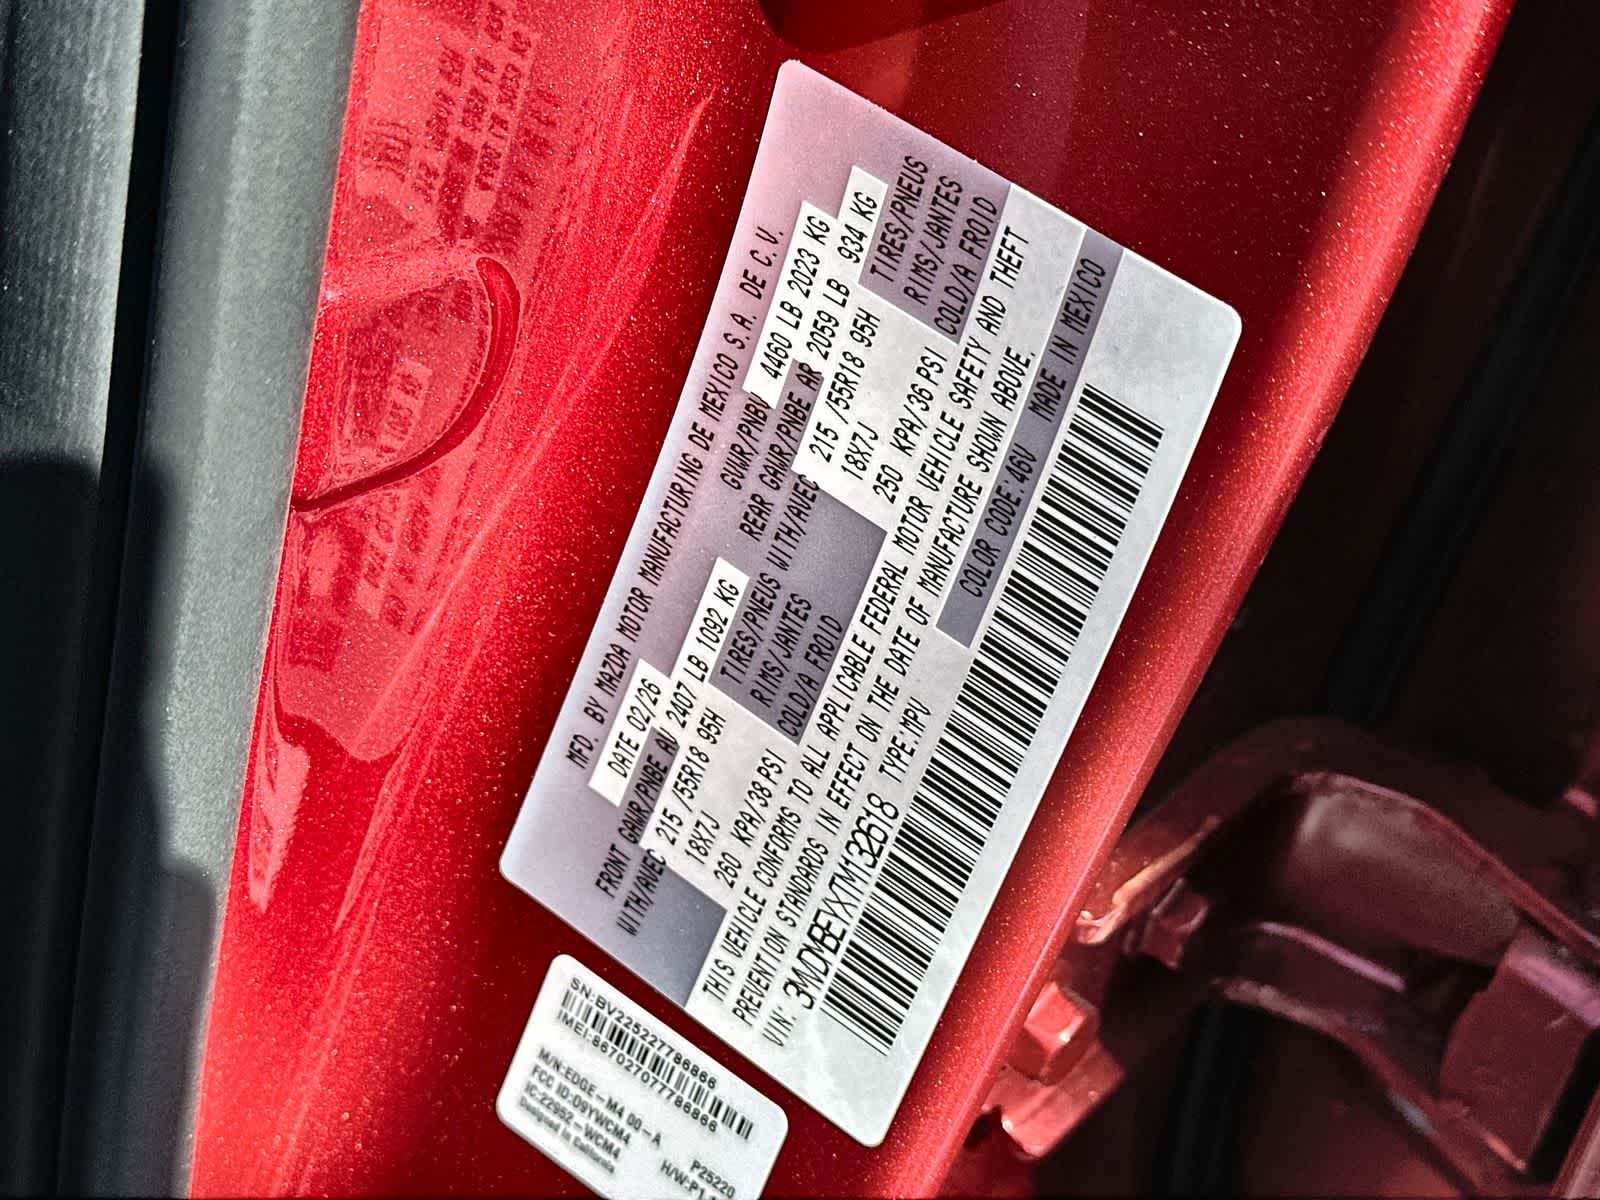 MFD. BY MAZDA MOTOR MANUFACTURING DE MEXICO S.A. DE C.V.
DATE 02/26 GVWR/PNBV 4460 LB 2023 KG
FRONT GAWR/PNBE AV 2407 LB 1092 KG REAR GAWR/PNBE AR 2059 LB 934 KG
WITH/AVEC 215 /55R18 95H TIRES/PNEUS WITH/AVEC 215 /55R18 95H TIRES/PNEUS
18X7J RIMS/JANTES 18X7J RIMS/JANTES
260 KPA/38 PSI COLD/A FROID 250 KPA/36 PSI COLD/A FROID
THIS VEHICLE CONFORMS TO ALL APPLICABLE FEDERAL MOTOR VEHICLE SAFETY AND THEFT
PREVENTION STANDARDS IN EFFECT ON THE DATE OF MANUFACTURE SHOWN ABOVE.
VIN: 3MVDMBEYXTM132618 TYPE:MPV COLOR CODE:46V MADE IN MEXICO
SN:BV225227786866
IMEI:867027077786866
M/N:EDGE-M4 00-A P25220
FCC ID:O9YWCM4
IC:22952-WCM4
Designed in California